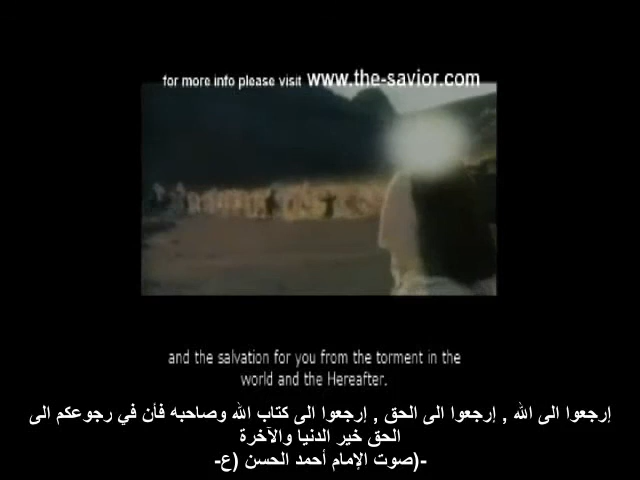 for more info please visit www.the-savior.com
and the salvation for you from the torment in the
world and the Hereafter.
إرجعوا الى الله , إرجعوا الى الحق , إرجعوا الى كتاب الله وصاحبه فأن في رجوعكم الى
الحق خير الدنيا والآخرة
-(صوت الإمام أحمد الحسن (ع-